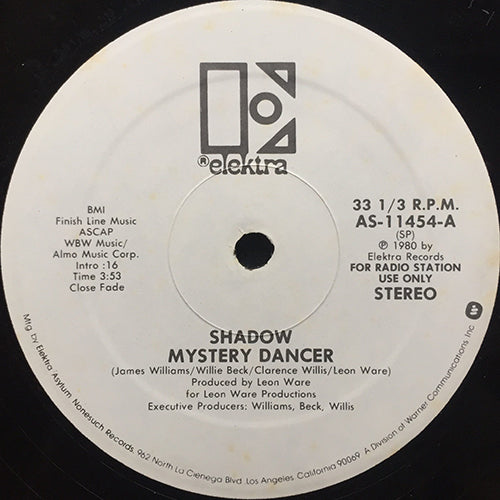 ® elektra
BMI
Finish Line Music
ASCAP
WBW Music/
Almo Music Corp.
Intro :16
Time 3:53
Close Fade
33 1/3 R.P.M.
AS-11454-A
(SP)
℗ 1980 by
Elektra Records
FOR RADIO STATION
USE ONLY
STEREO
SHADOW
MYSTERY DANCER
(James Williams/Willie Beck/Clarence Willis/Leon Ware)
Produced by Leon Ware
for Leon Ware Productions
Executive Producers: Williams, Beck, Willis
Mfg by Elektra Asylum Nonesuch Records, 962 North La Cienega Blvd. Los Angeles, California 90069. A Division of Warner Communications Inc